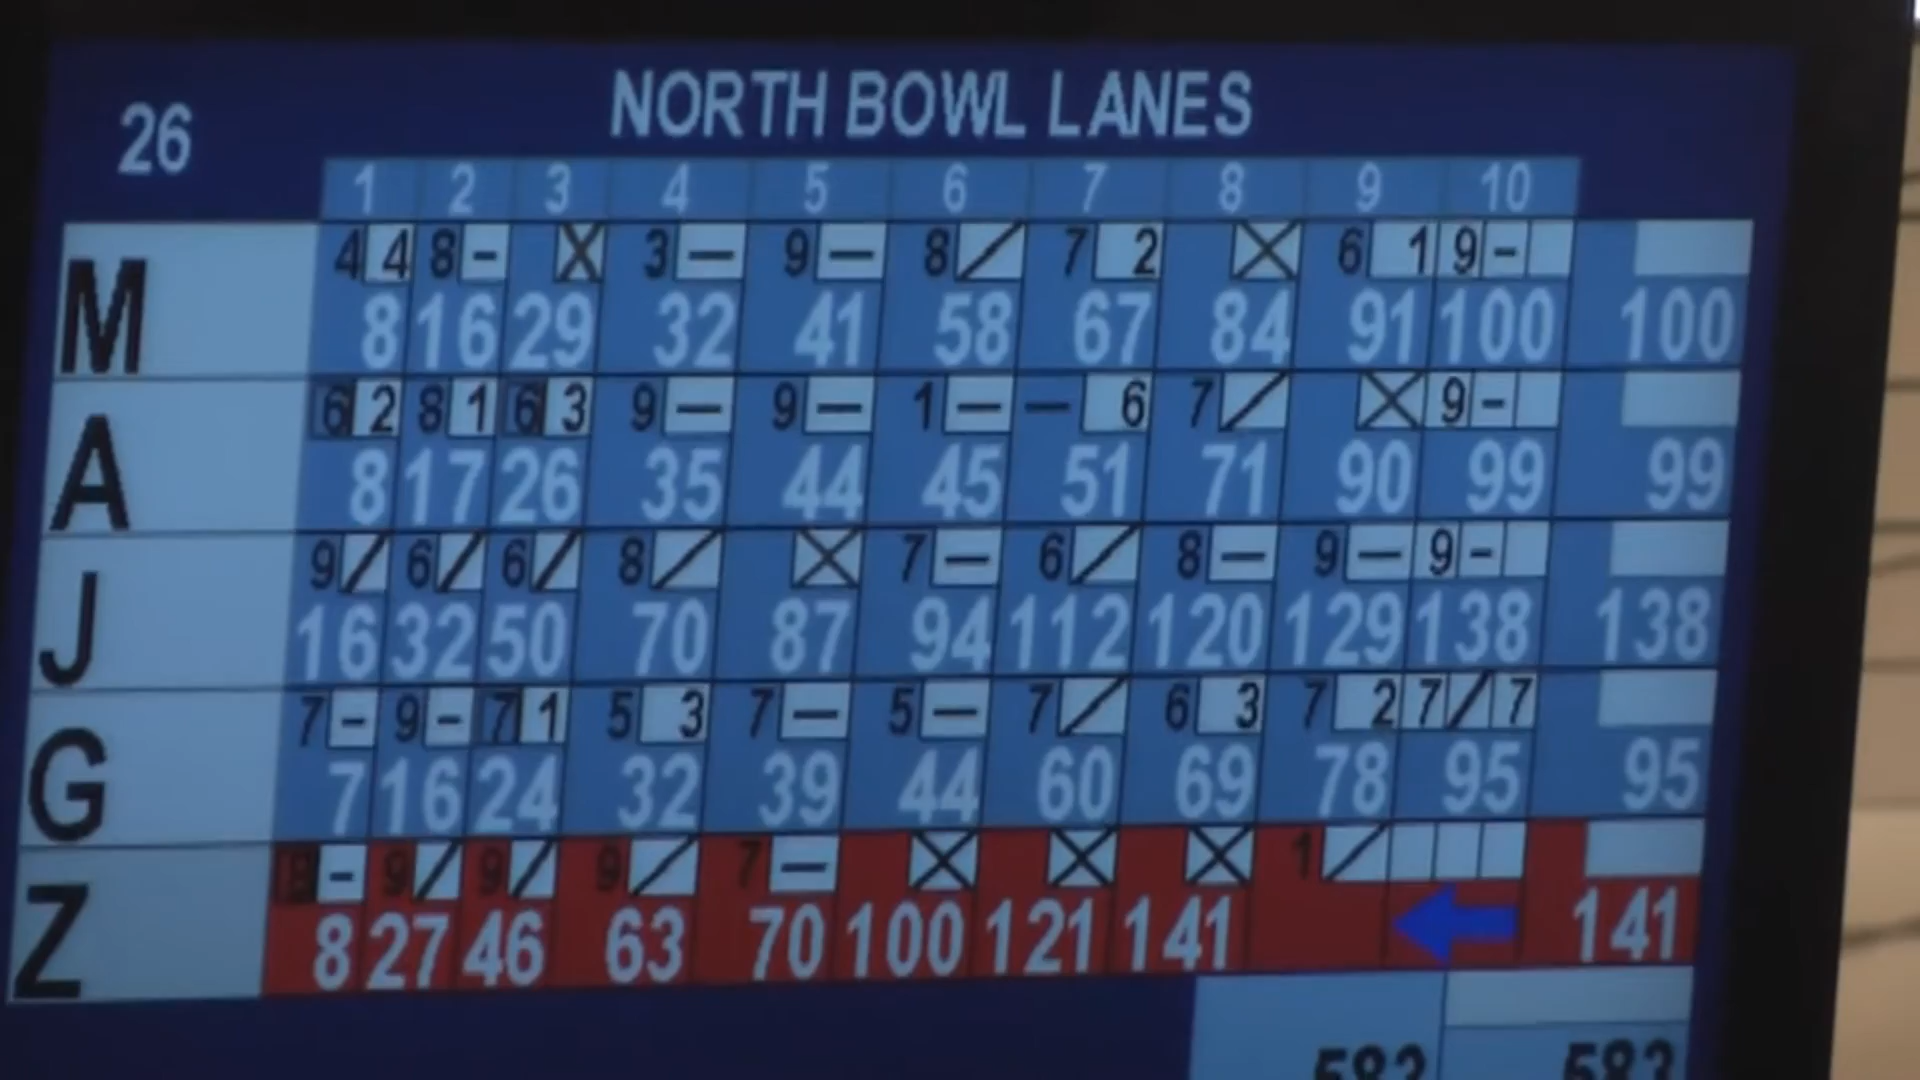 26
NORTH BOWL LANES
1 2 3 4 5 6 7 8 9 10
M 4 4 8 - X 3 - 9 - 8 / 7 2 X 6 1 9 -
8 16 29 32 41 58 67 84 91 100 100
A 6 2 8 1 6 3 9 - 9 - 1 - - 6 7 / X 9 -
8 17 26 35 44 45 51 71 90 99 99
J 9 / 6 / 6 / 8 / X 7 - 6 / 8 - 9 - 9 -
16 32 50 70 87 94 112 120 129 138 138
G 7 - 9 - 7 1 5 3 7 - 5 - 7 / 6 3 7 2 7 / 7
7 16 24 32 39 44 60 69 78 95 95
Z 8 - 9 / 9 / 9 / 7 - X X X 1 /
8 27 46 63 70 100 121 141 141
583 583